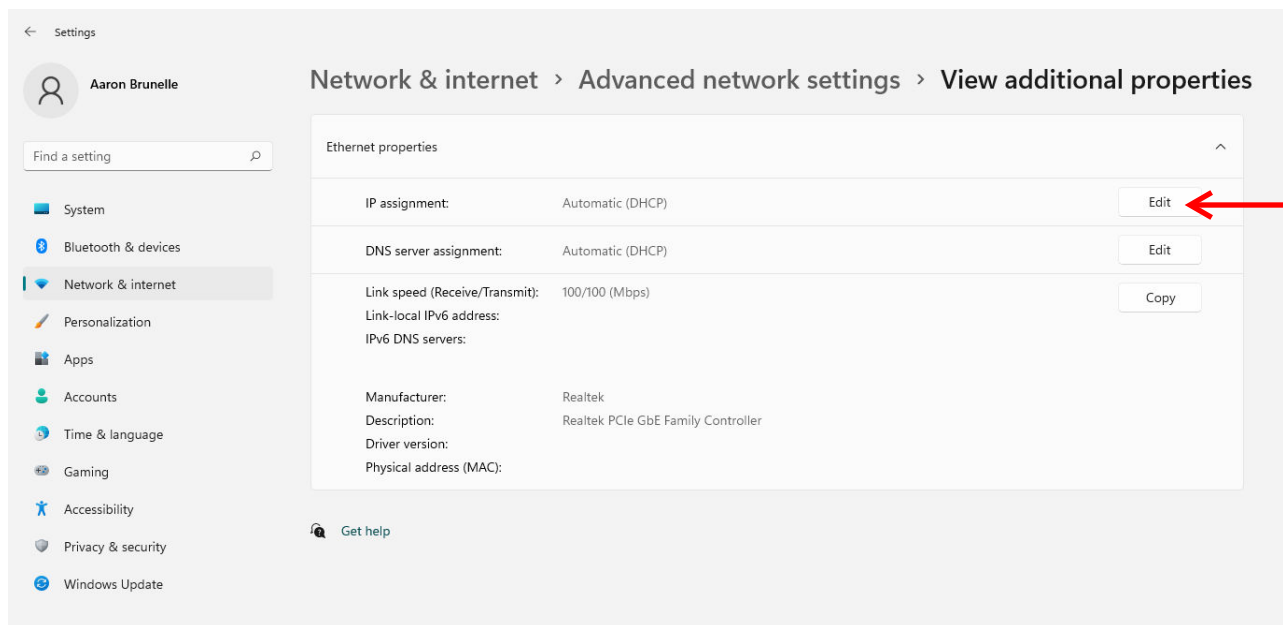 Settings
Aaron Brunelle
Find a setting
System
Bluetooth & devices
Network & internet
Personalization
Apps
Accounts
Time & language
Gaming
Accessibility
Privacy & security
Windows Update
Network & internet > Advanced network settings > View additional properties
Ethernet properties
IP assignment: Automatic (DHCP) Edit
DNS server assignment: Automatic (DHCP) Edit
Link speed (Receive/Transmit): 100/100 (Mbps) Copy
Link-local IPv6 address:
IPv6 DNS servers:
Manufacturer: Realtek
Description: Realtek PCIe GbE Family Controller
Driver version:
Physical address (MAC):
Get help